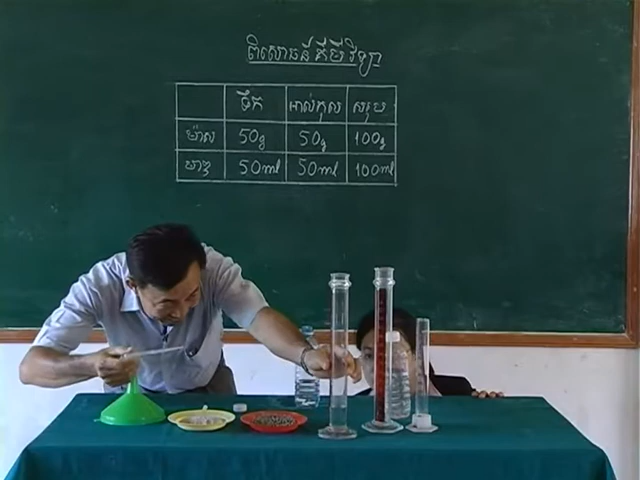 ពិសោធន៍ គីមីវិទ្យា
ទឹក អាល់កុល សរុប
ម៉ាស 50g 50g 100g
មាឌ 50ml 50ml 100ml